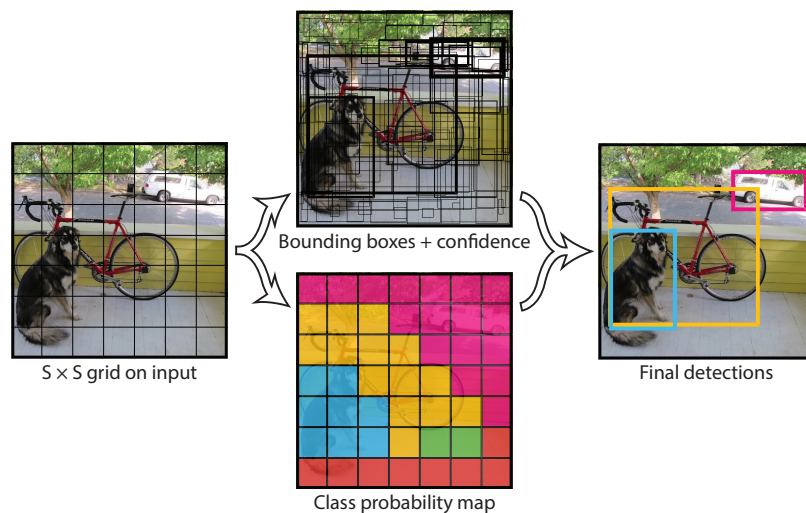 Bounding boxes + confidence
S × S grid on input
Final detections
Class probability map